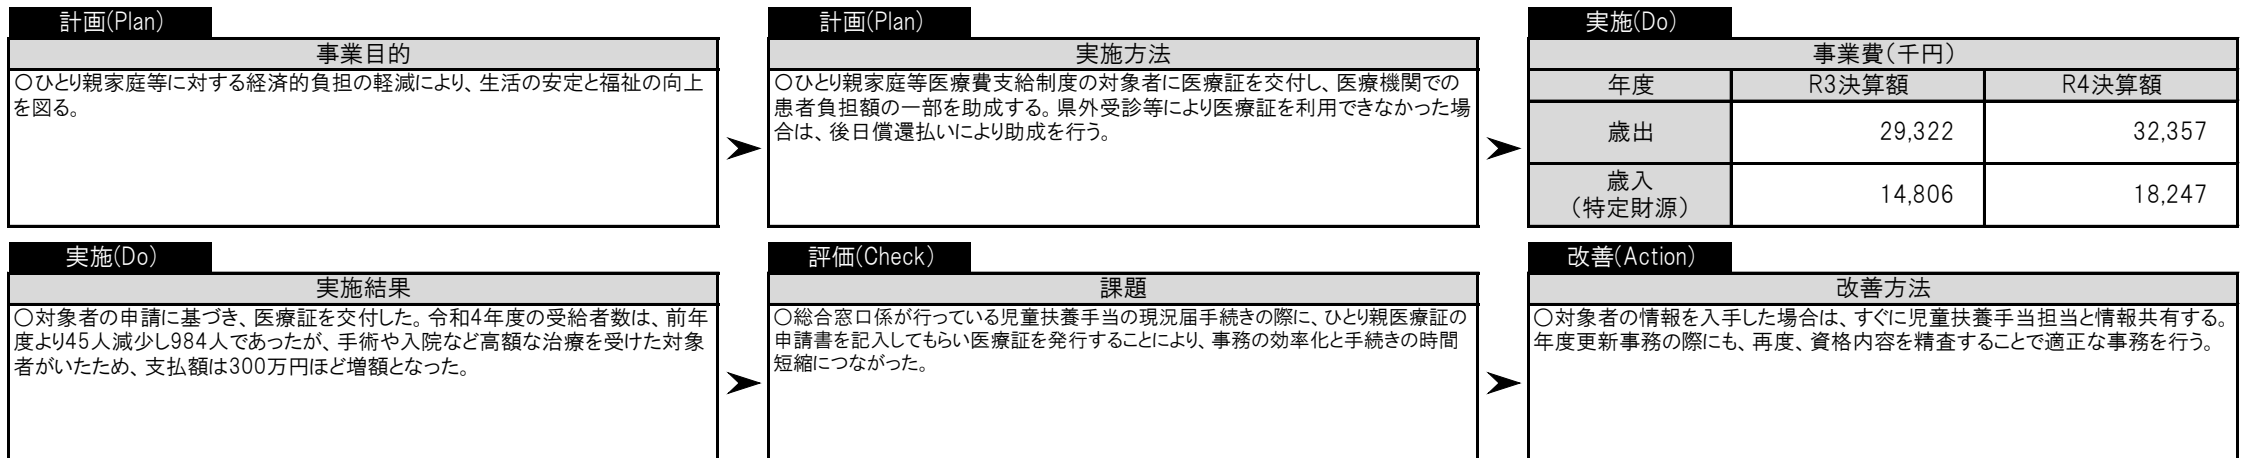 計画(Plan)
事業目的
○ひとり親家庭等に対する経済的負担の軽減により、生活の安定と福祉の向上
を図る。
計画(Plan)
実施方法
○ひとり親家庭等医療費支給制度の対象者に医療証を交付し、医療機関での
患者負担額の一部を助成する。県外受診等により医療証を利用できなかった場
合は、後日償還払いにより助成を行う。
実施(Do)
事業費(千円)
年度 R3決算額 R4決算額
歳出 29,322 32,357
歳入
(特定財源) 14,806 18,247
実施(Do)
実施結果
○対象者の申請に基づき、医療証を交付した。令和4年度の受給者数は、前年
度より45人減少し984人であったが、手術や入院など高額な治療を受けた対象
者がいたため、支払額は300万円ほど増額となった。
評価(Check)
課題
○総合窓口係が行っている児童扶養手当の現況届手続きの際に、ひとり親医療証の
申請書を記入してもらい医療証を発行することにより、事務の効率化と手続きの時間
短縮につながった。
改善(Action)
改善方法
○対象者の情報を入手した場合は、すぐに児童扶養手当担当と情報共有する。
年度更新事務の際にも、再度、資格内容を精査することで適正な事務を行う。